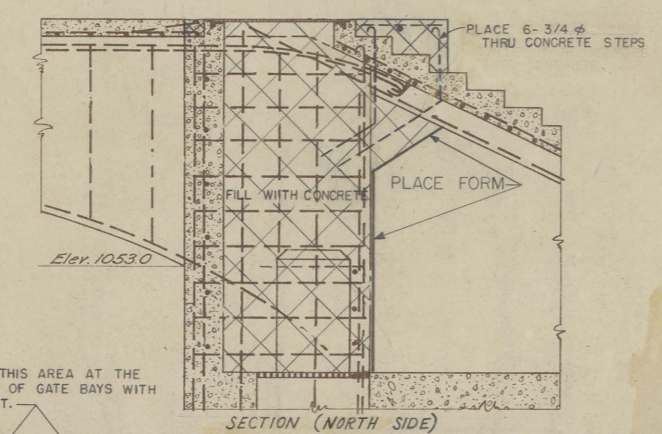 PLACE 6-3/4 ϕ
THRU CONCRETE STEPS
FILL WITH CONCRETE
PLACE FORM
Elev. 1053.0
THIS AREA AT THE
OF GATE BAYS WITH
T.
SECTION (NORTH SIDE)